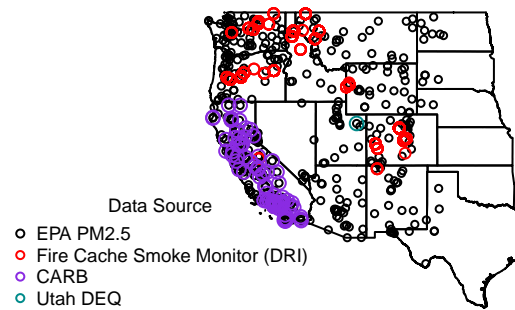 Data Source
EPA PM2.5
Fire Cache Smoke Monitor (DRI)
CARB
Utah DEQ